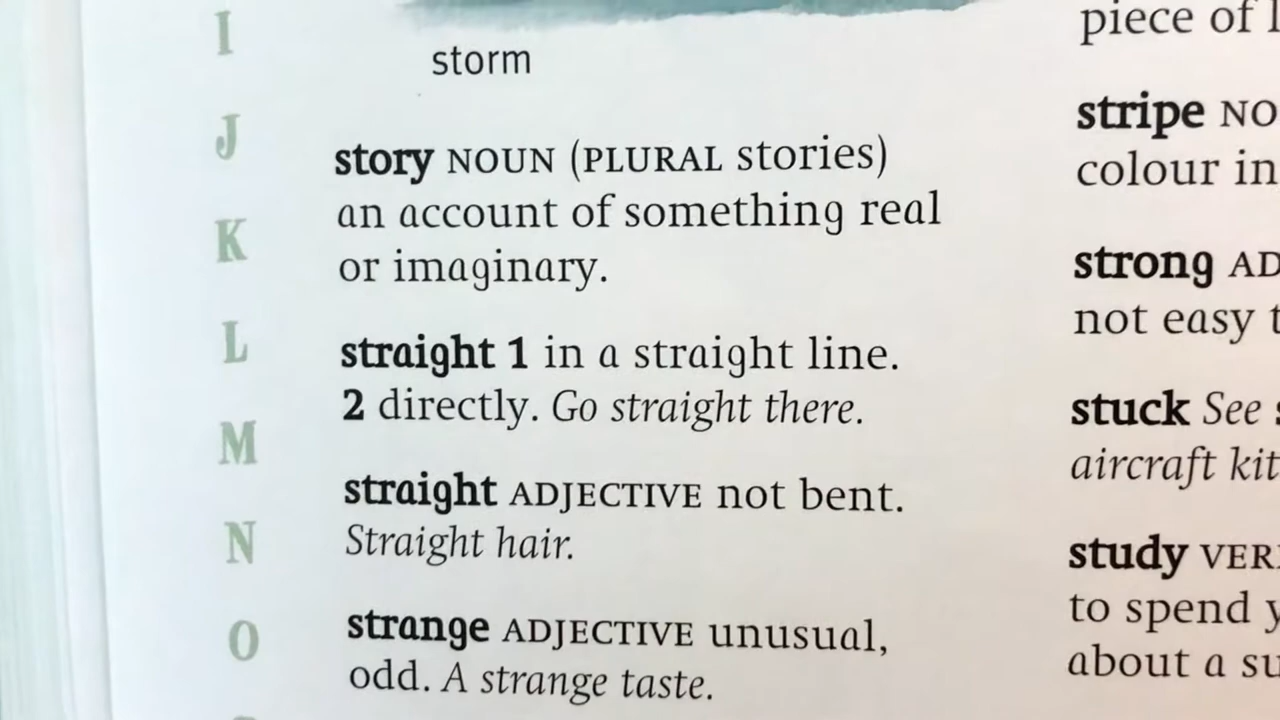 I
J
K
L
M
N
O
storm
story NOUN (PLURAL stories)
an account of something real
or imaginary.
straight 1 in a straight line.
2 directly. Go straight there.
straight ADJECTIVE not bent.
Straight hair.
strange ADJECTIVE unusual,
odd. A strange taste.
piece of
stripe
colour in
strong
not easy
stuck See
aircraft kit
study
to spend
about a